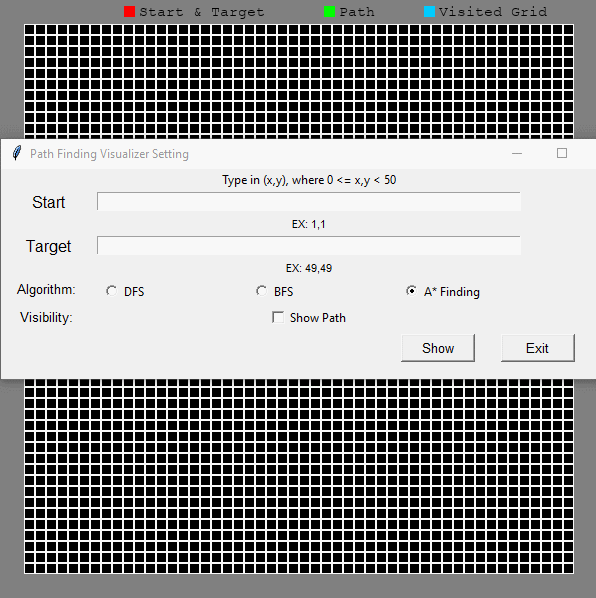 Start & Target Path Visited Grid
Path Finding Visualizer Setting
Type in (x,y), where 0 <= x,y < 50
Start
EX: 1,1
Target
EX: 49,49
Algorithm: DFS BFS A* Finding
Visibility: Show Path
Show Exit